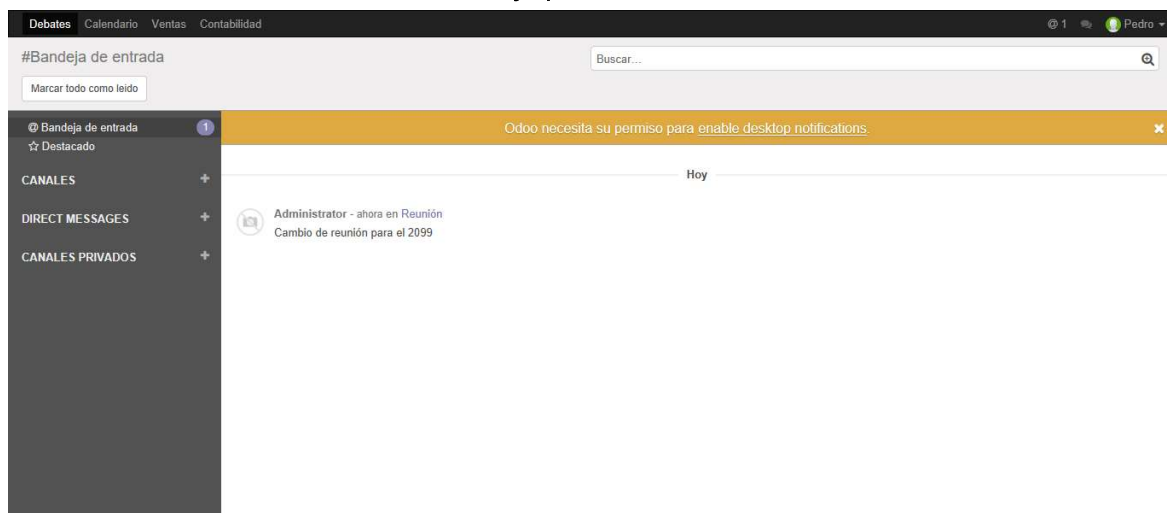 Debates Calendario Ventas Contabilidad @ 1 Pedro
#Bandeja de entrada
Buscar...
Marcar todo como leido
@ Bandeja de entrada 1
Destacado
CANALES +
DIRECT MESSAGES +
CANALES PRIVADOS +
Odoo necesita su permiso para enable desktop notifications. ×
Hoy
Administrator - ahora en Reunión
Cambio de reunión para el 2099